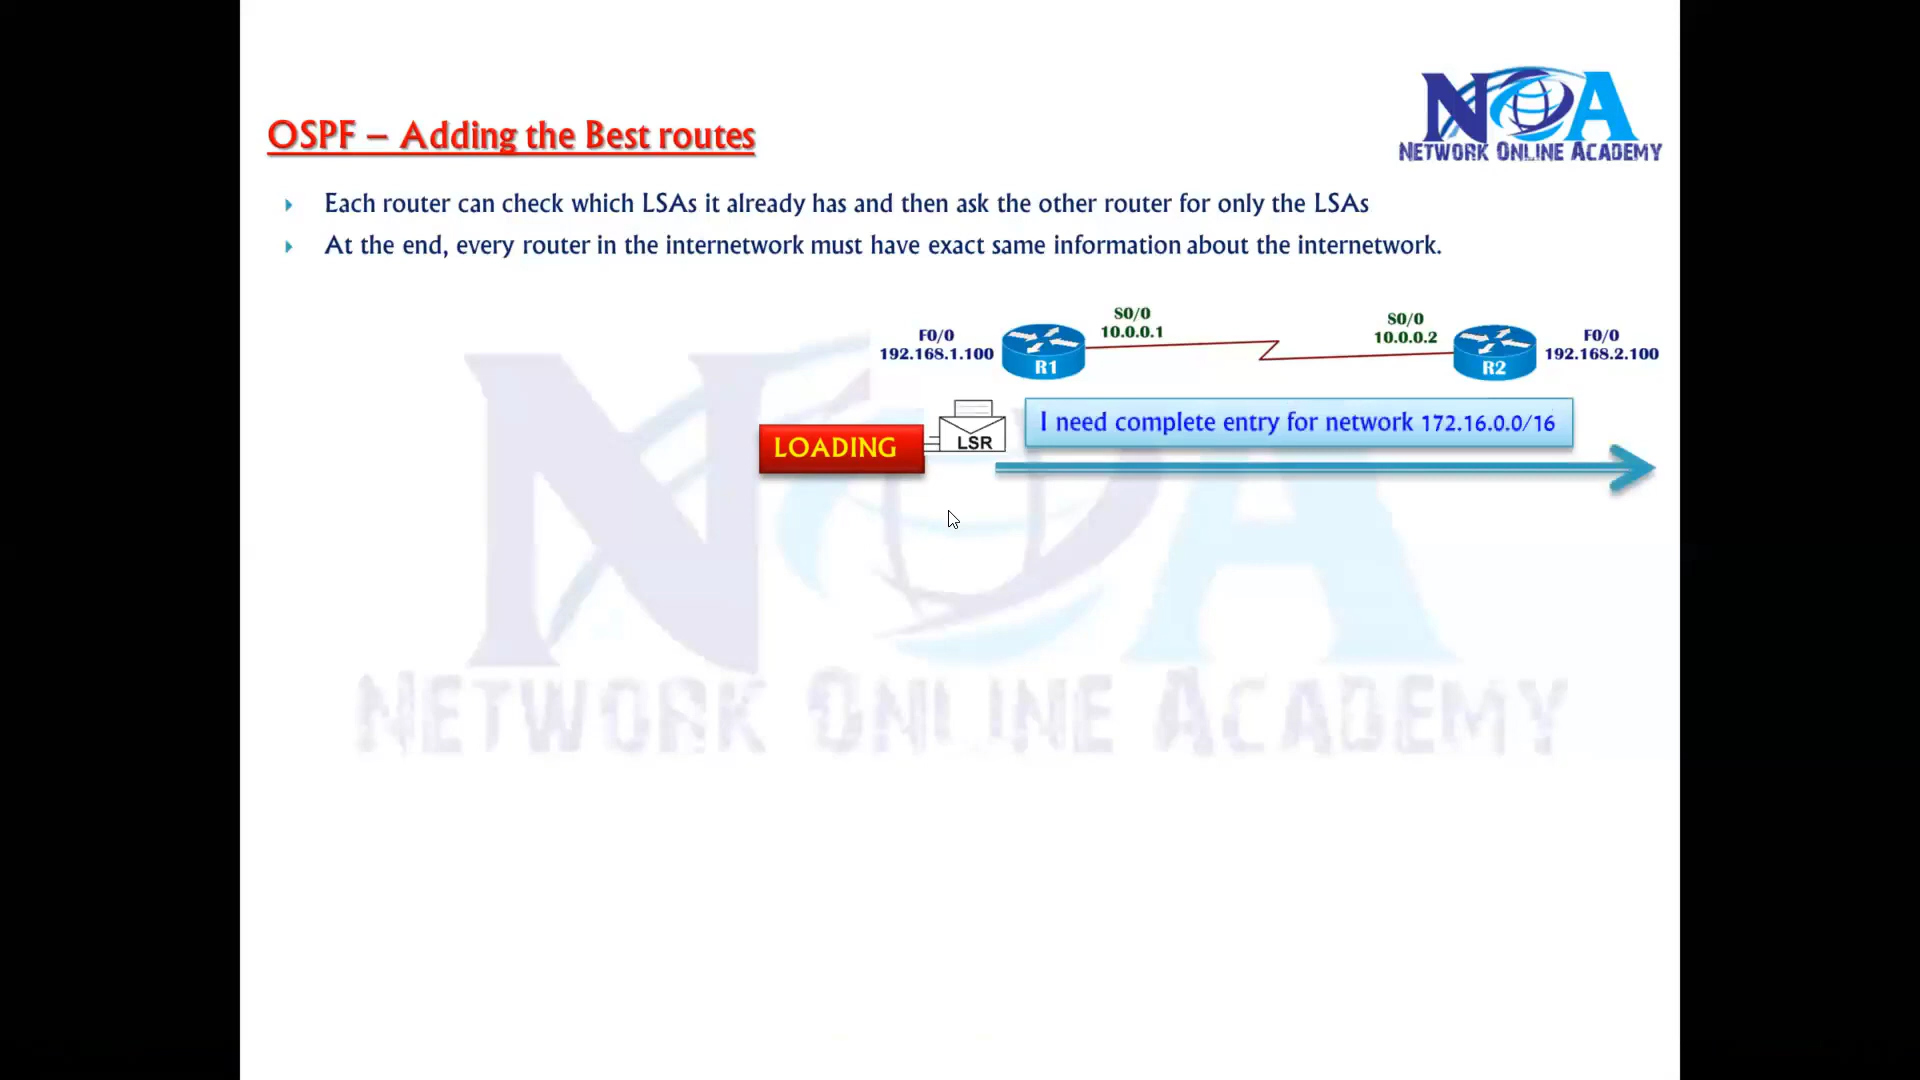 NOA
NETWORK ONLINE ACADEMY
OSPF – Adding the Best routes
Each router can check which LSAs it already has and then ask the other router for only the LSAs
At the end, every router in the internetwork must have exact same information about the internetwork.
F0/0
192.168.1.100
R1
S0/0
10.0.0.1
S0/0
10.0.0.2
R2
F0/0
192.168.2.100
LOADING
LSR
I need complete entry for network 172.16.0.0/16
NOA
NETWORK ONLINE ACADEMY